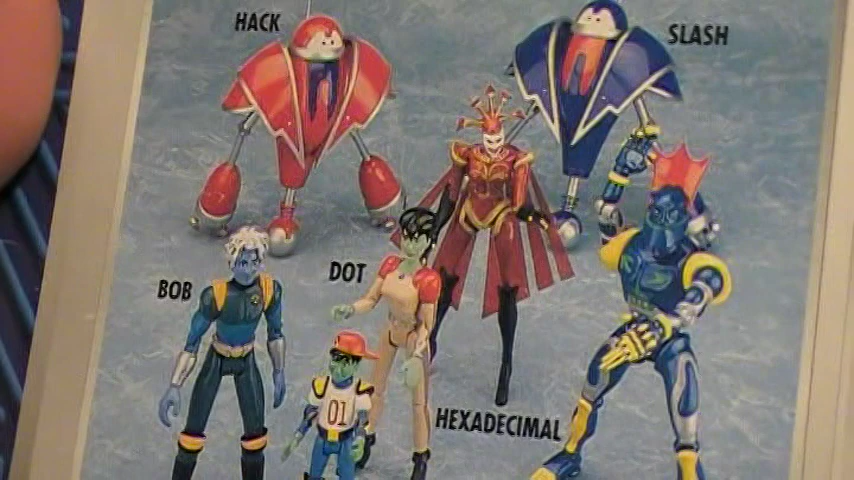 HACK
SLASH
BOB
DOT
01
HEXADECIMAL